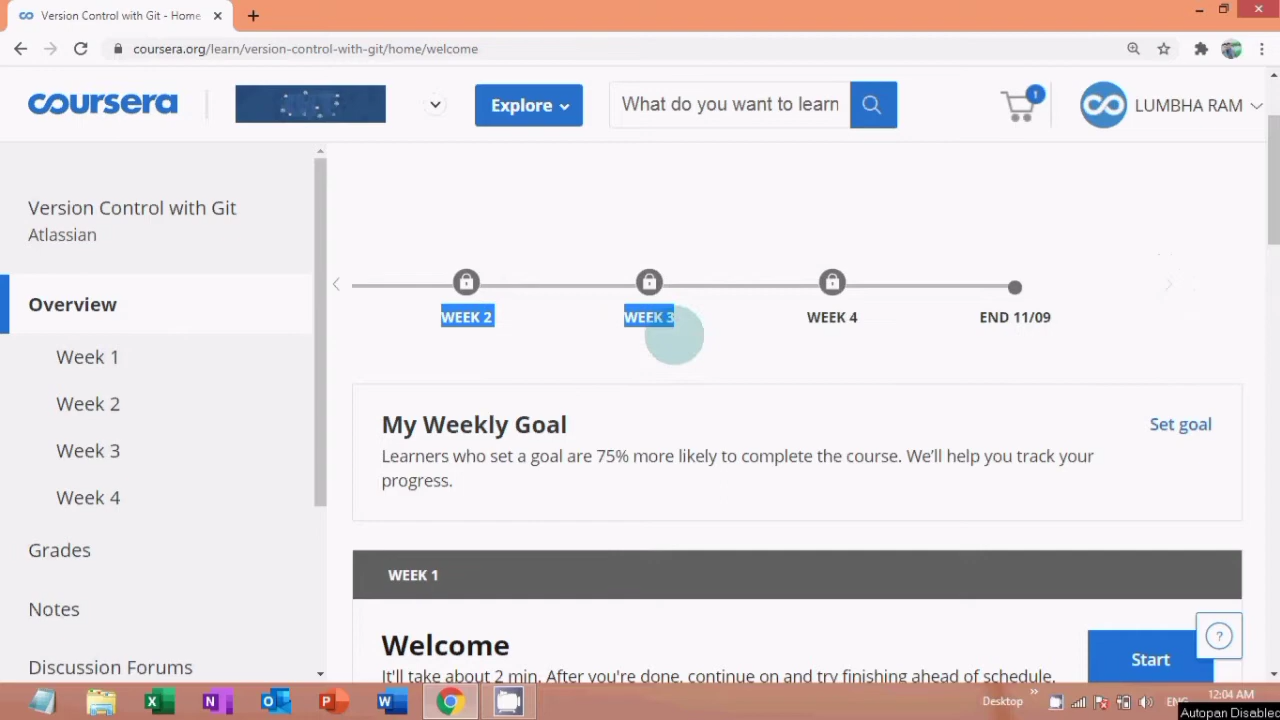 Version Control with Git - Home
coursera.org/learn/version-control-with-git/home/welcome
coursera
Explore
What do you want to learn
1
LUMBHA RAM
Version Control with Git
Atlassian
Overview
Week 1
Week 2
Week 3
Week 4
Grades
Notes
Discussion Forums
WEEK 2
WEEK 3
WEEK 4
END 11/09
My Weekly Goal
Set goal
Learners who set a goal are 75% more likely to complete the course. We'll help you track your
progress.
WEEK 1
Welcome
It'll take about 2 min. After you're done, continue on and try finishing ahead of schedule.
Start
?
Desktop
ENG
12:04 AM
Autopan Disabled